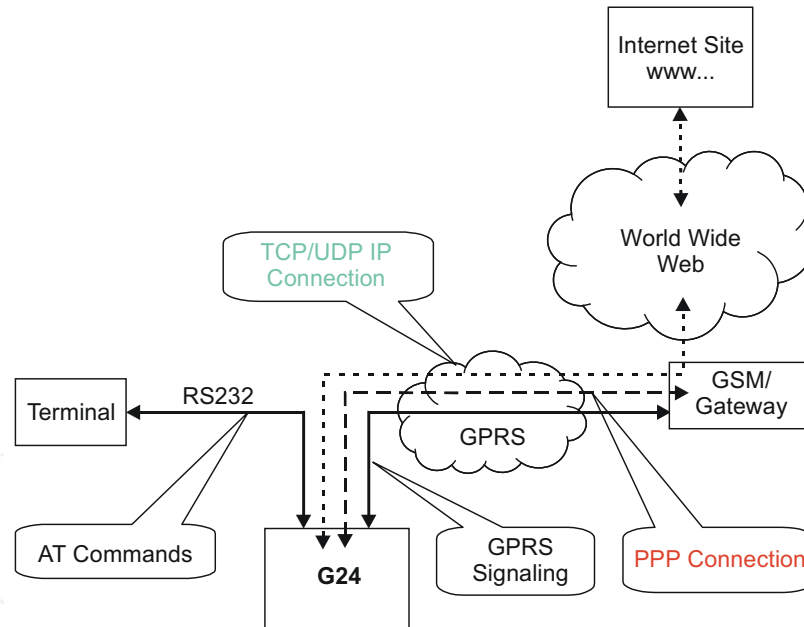 Internet Site
www...
World Wide
Web
TCP/UDP IP
Connection
GSM/
Gateway
Terminal
RS232
GPRS
AT Commands
G24
GPRS
Signaling
PPP Connection